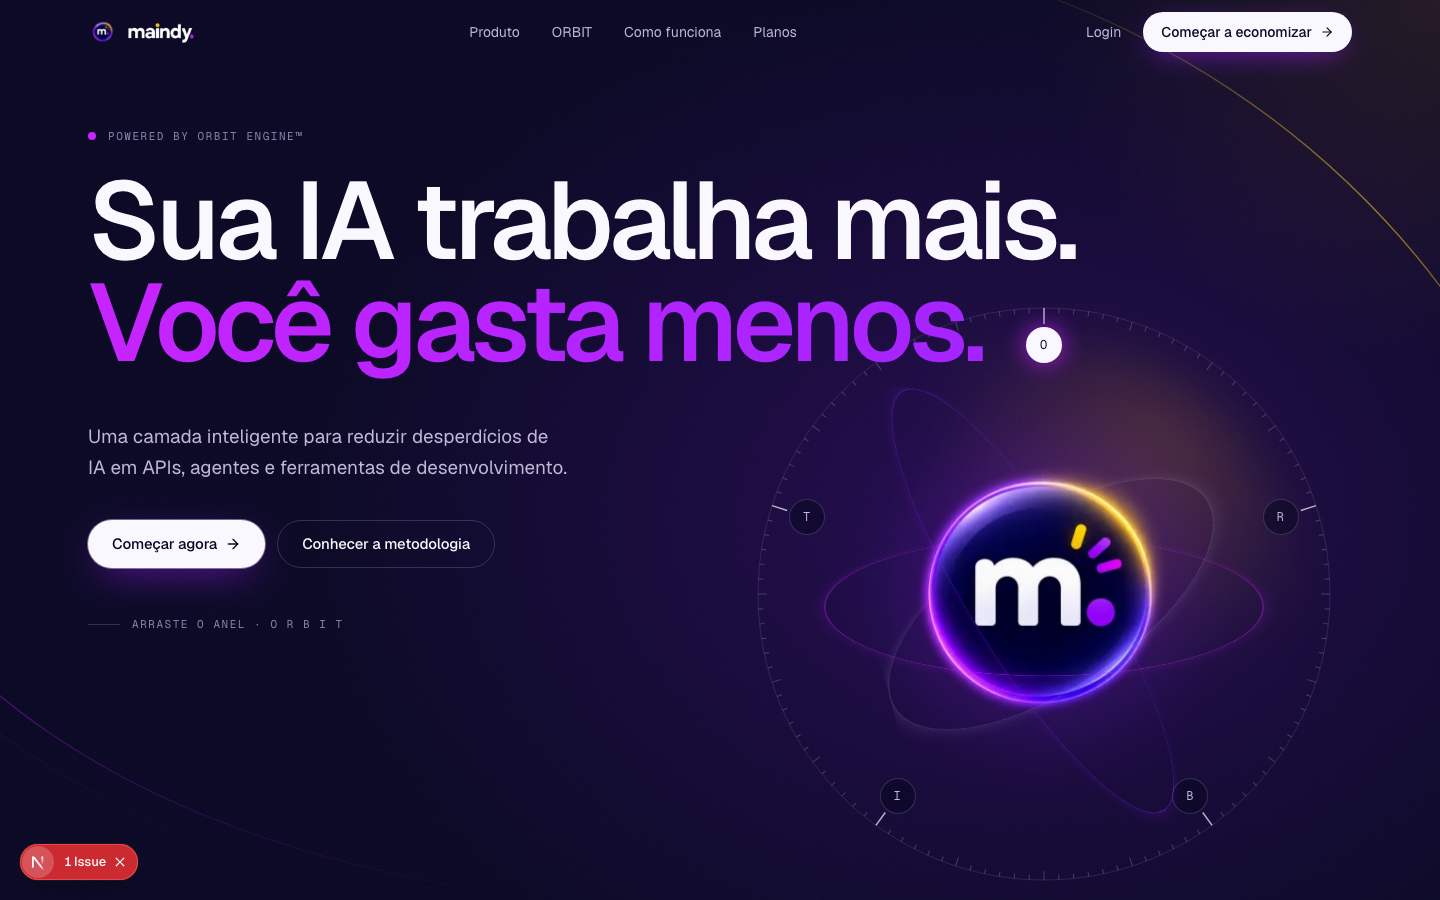 m. maindy.
Produto
ORBIT
Como funciona
Planos
Login
Começar a economizar
POWERED BY ORBIT ENGINE™
Sua IA trabalha mais.
Você gasta menos.
Uma camada inteligente para reduzir desperdícios de
IA em APIs, agentes e ferramentas de desenvolvimento.
Começar agora
Conhecer a metodologia
ARRASTE O ANEL · O R B I T
O
R
B
I
T
m.
N
1 Issue